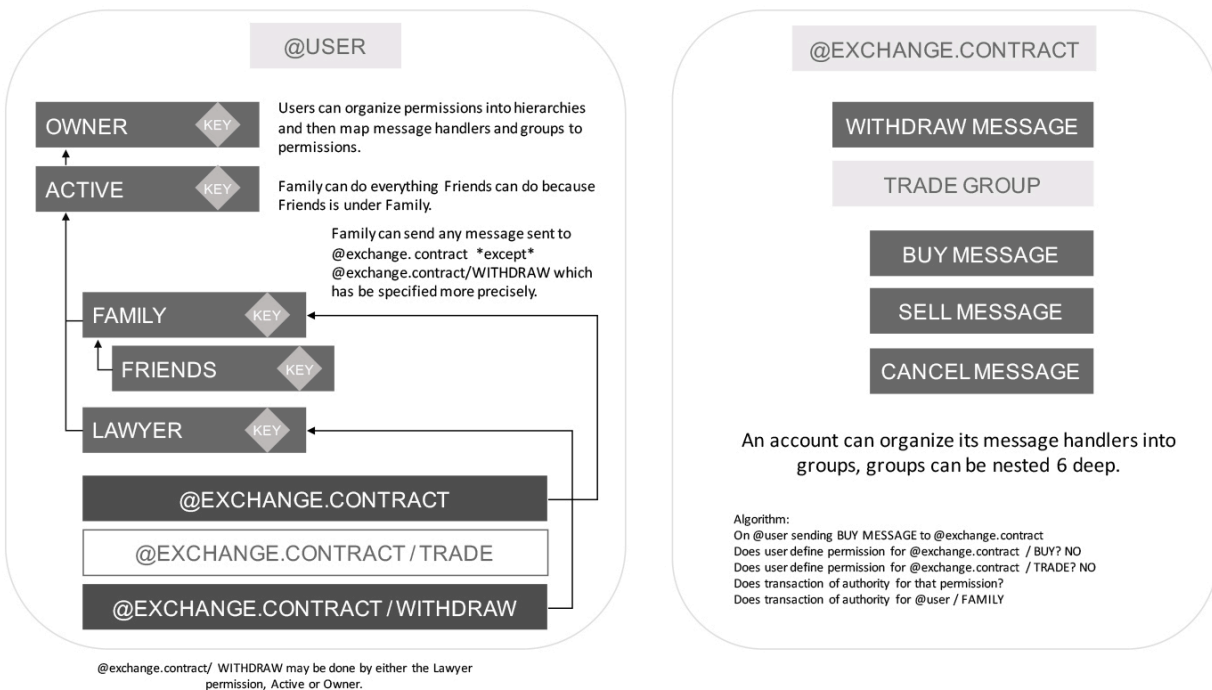 @USER
OWNER
KEY
Users can organize permissions into hierarchies
and then map message handlers and groups to
permissions.
ACTIVE
KEY
Family can do everything Friends can do because
Friends is under Family.
Family can send any message sent to
@exchange. contract *except*
@exchange.contract/WITHDRAW which
has be specified more precisely.
FAMILY
KEY
FRIENDS
KEY
LAWYER
KEY
@EXCHANGE.CONTRACT
@EXCHANGE.CONTRACT / TRADE
@EXCHANGE.CONTRACT / WITHDRAW
@exchange.contract/ WITHDRAW may be done by either the Lawyer
permission, Active or Owner.
@EXCHANGE.CONTRACT
WITHDRAW MESSAGE
TRADE GROUP
BUY MESSAGE
SELL MESSAGE
CANCEL MESSAGE
An account can organize its message handlers into
groups, groups can be nested 6 deep.
Algorithm:
On @user sending BUY MESSAGE to @exchange.contract
Does user define permission for @exchange.contract / BUY? NO
Does user define permission for @exchange.contract / TRADE? NO
Does transaction of authority for that permission?
Does transaction of authority for @user / FAMILY